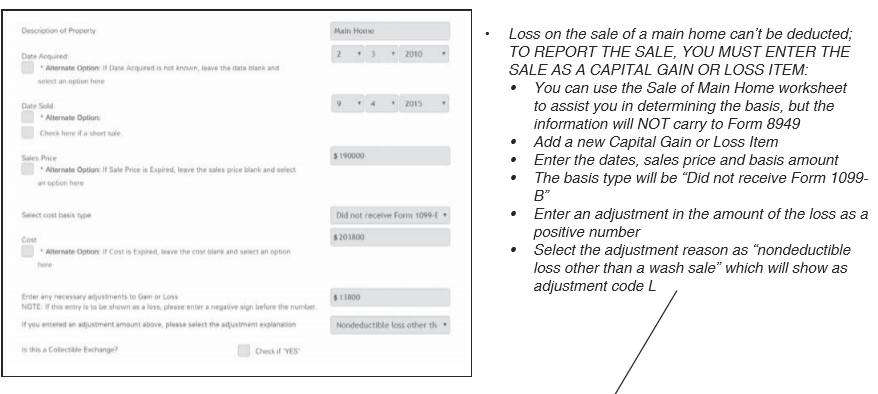 Description of Property
Main Home
Date Acquired:
2 3 2010
* Alternate Option: If Date Acquired is not known, leave the date blank and
select an option here
Date Sold
9 4 2015
* Alternate Option:
Check here if a short sale.
Sales Price
$ 190000
* Alternate Option: If Sale Price is Expired, leave the sales price blank and select
an option here
Select cost basis type
Did not receive Form 1099-E
Cost
$ 203800
* Alternate Option: If Cost is Expired, leave the cost blank and select an option
here
Enter any necessary adjustments to Gain or Loss
$ 13800
NOTE: If this entry is to be shown as a loss, please enter a negative sign before the number.
If you entered an adjustment amount above, please select the adjustment explanation
Nondeductible loss other th
Is this a Collectible Exchange?
Check if 'YES'
• Loss on the sale of a main home can’t be deducted;
TO REPORT THE SALE, YOU MUST ENTER THE
SALE AS A CAPITAL GAIN OR LOSS ITEM:
• You can use the Sale of Main Home worksheet
to assist you in determining the basis, but the
information will NOT carry to Form 8949
• Add a new Capital Gain or Loss Item
• Enter the dates, sales price and basis amount
• The basis type will be “Did not receive Form 1099-
B”
• Enter an adjustment in the amount of the loss as a
positive number
• Select the adjustment reason as “nondeductible
loss other than a wash sale” which will show as
adjustment code L